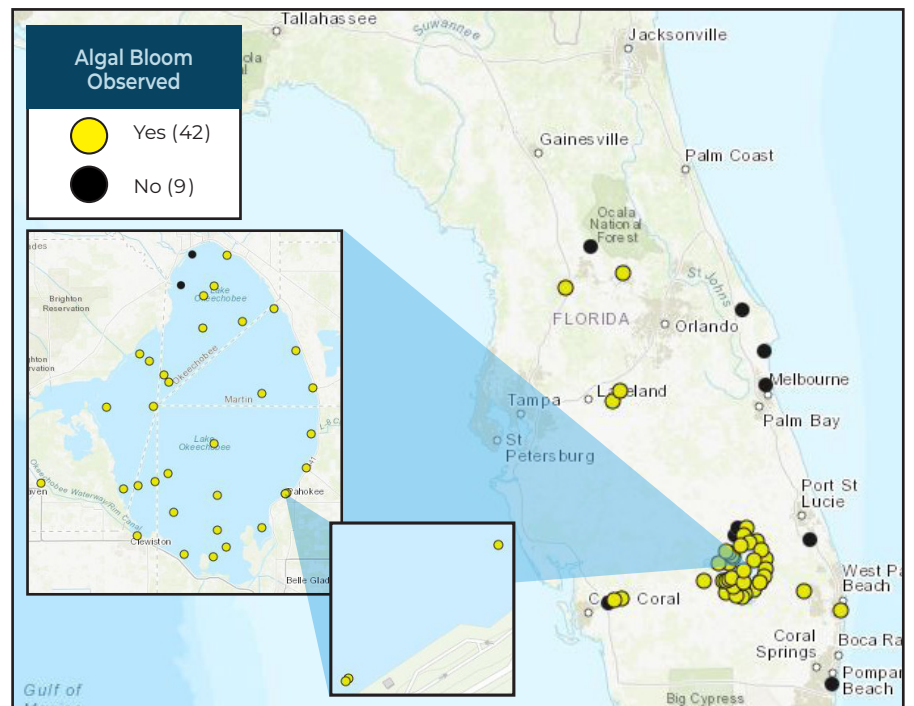 Tallahassee
Suwannee
Jacksonville
Algal Bloom
Observed
Yes (42)
No (9)
Gainesville
Palm Coast
Ocala
National
Forest
St Johns
FLORIDA
Orlando
Lakeland
Tampa
Melbourne
Palm Bay
St
Petersburg
Port St
Lucie
Brighton
Reservation
Lake
Okeechobee
Okeechobee
Martin
Lake
Okeechobee
Okeechobee Waterway/Rim Canal
Pahokee
Clewiston
Belle Glad
West Pa
Beach
Coral
Coral
Springs
Boca Ra
Pompan
Beach
Big Cypress
Gulf of